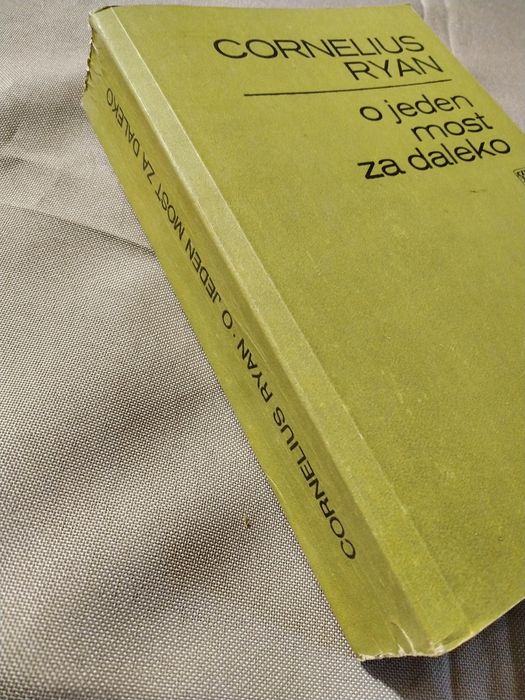 CORNELIUS
RYAN
o jeden
most
za daleko
CORNELIUS RYAN · O JEDEN MOST ZA DALEKO